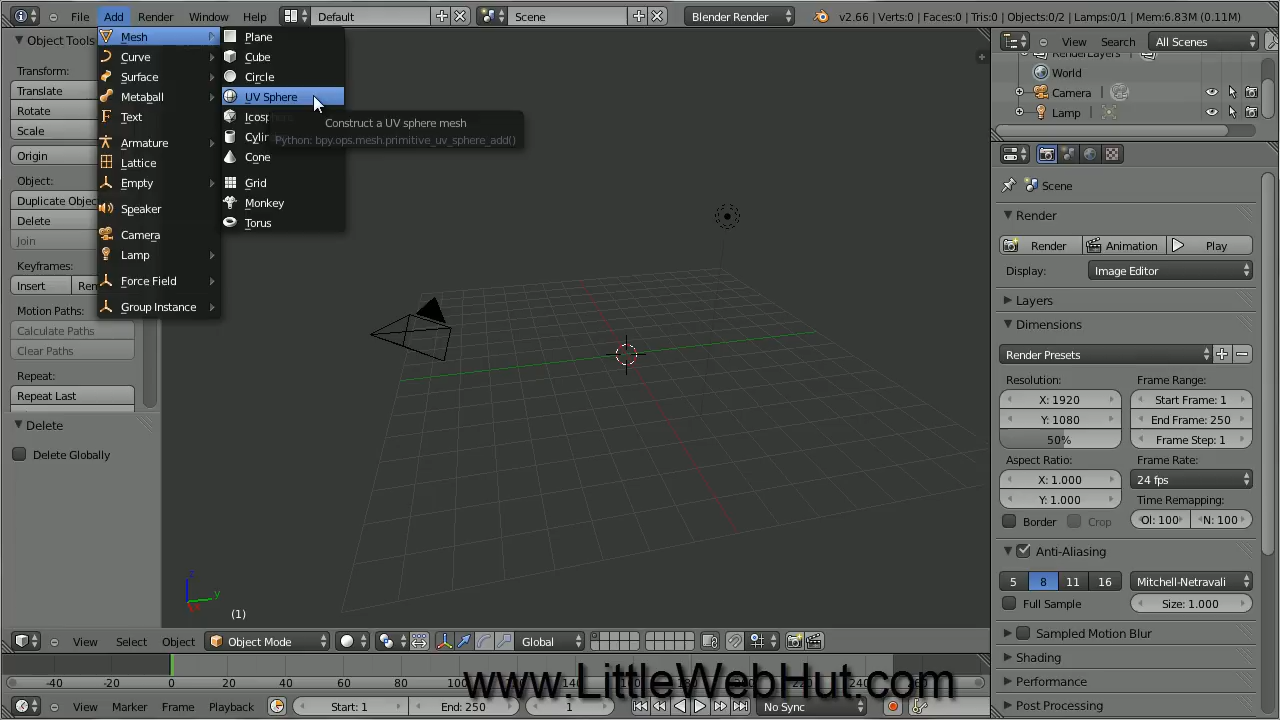 File Add Render Window Help Default Scene Blender Render v2.66 | Verts:0 | Faces:0 | Tris:0 | Objects:0/2 | Lamps:0/1 | Mem:6.83M (0.11M)
Object Tools
Transform:
Translate
Rotate
Scale
Origin
Object:
Duplicate Objec
Delete
Join
Keyframes:
Insert Ren
Motion Paths:
Calculate Paths
Clear Paths
Repeat:
Repeat Last
Delete
Delete Globally
Mesh
Curve
Surface
Metaball
Text
Armature
Lattice
Empty
Speaker
Camera
Lamp
Force Field
Group Instance
Plane
Cube
Circle
UV Sphere
Icosphere
Cylin
Cone
Grid
Monkey
Torus
Construct a UV sphere mesh
Python: bpy.ops.mesh.primitive_uv_sphere_add()
z
y
x
(1)
View Search All Scenes
RenderLayers
World
Camera
Lamp
Scene
Render
Render Animation Play
Display: Image Editor
Layers
Dimensions
Render Presets
Resolution: Frame Range:
X: 1920 Start Frame: 1
Y: 1080 End Frame: 250
50% Frame Step: 1
Aspect Ratio: Frame Rate:
X: 1.000 24 fps
Y: 1.000 Time Remapping:
Border Crop Ol: 100 N: 100
Anti-Aliasing
5 8 11 16 Mitchell-Netravali
Full Sample Size: 1.000
Sampled Motion Blur
Shading
Performance
Post Processing
View Select Object Object Mode Global
-40 -20 0 20 40 60 80 100
www.LittleWebHut.com
View Marker Frame Playback Start: 1 End: 250 1 No Sync